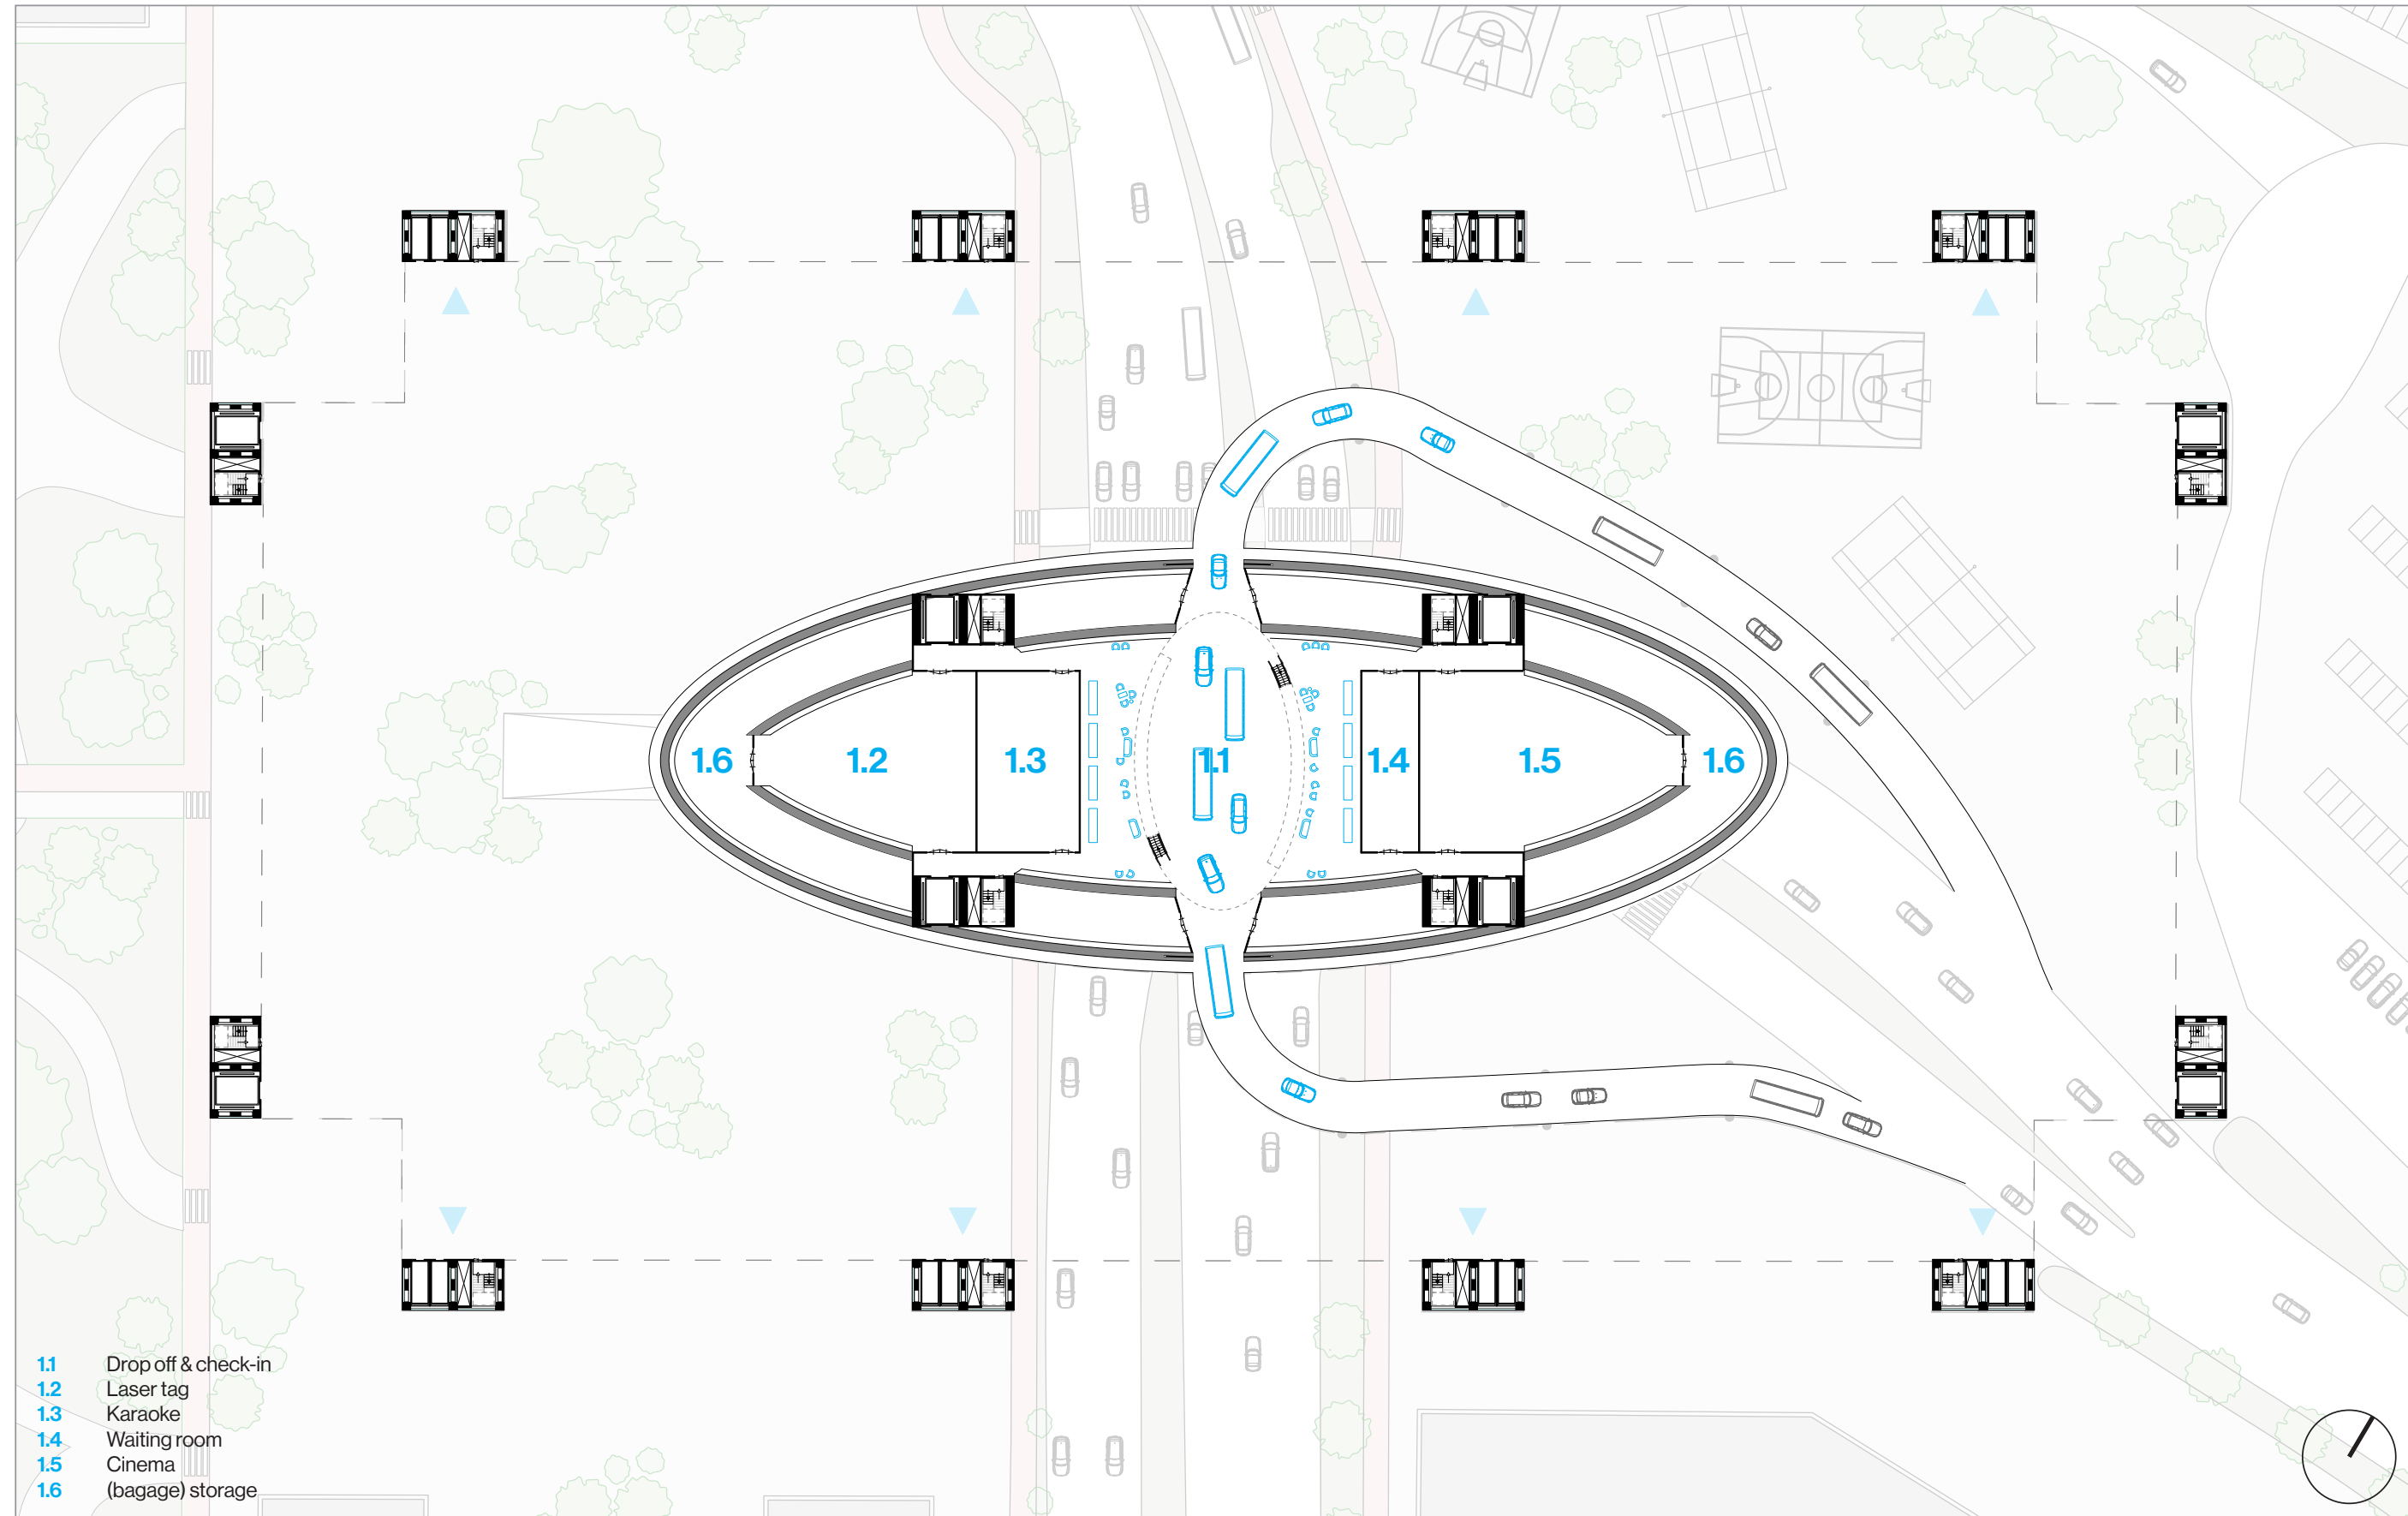 1.6 1.2 1.3 1.1 1.4 1.5 1.6
1.1 Drop off & check-in
1.2 Laser tag
1.3 Karaoke
1.4 Waiting room
1.5 Cinema
1.6 (bagage) storage